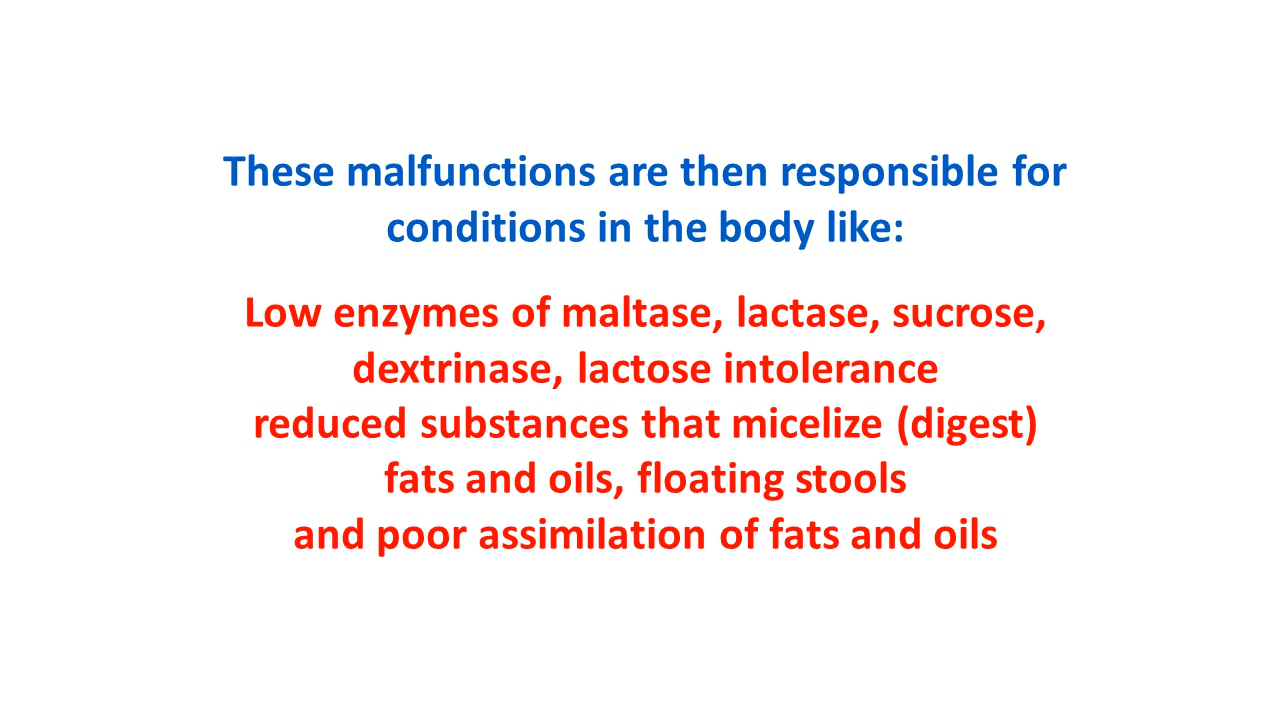 These malfunctions are then responsible for
conditions in the body like:
Low enzymes of maltase, lactase, sucrose,
dextrinase, lactose intolerance
reduced substances that micelize (digest)
fats and oils, floating stools
and poor assimilation of fats and oils